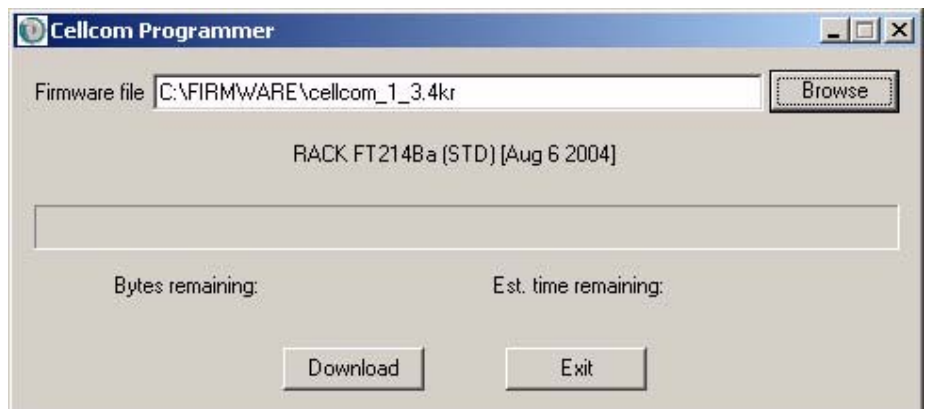 Cellcom Programmer
Firmware file C:\FIRMWARE\cellcom_1_3.4kr Browse
RACK FT214Ba (STD) [Aug 6 2004]
Bytes remaining: Est. time remaining:
Download Exit